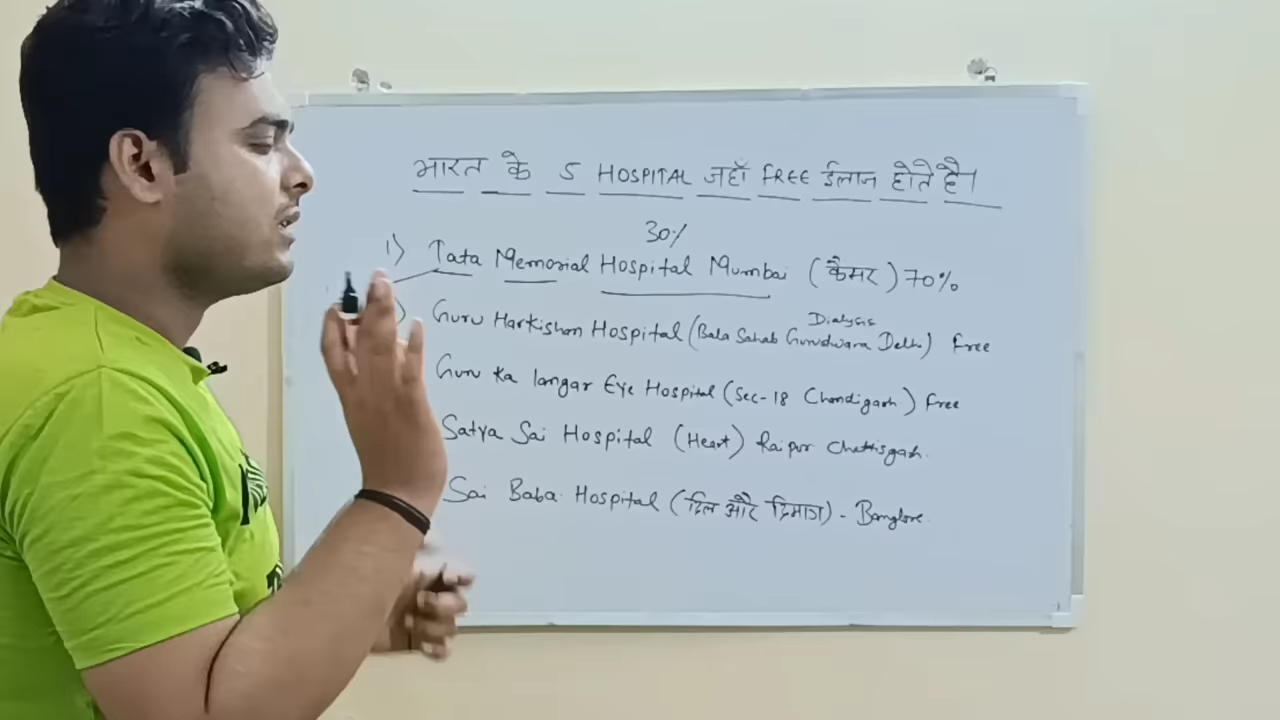 भारत के 5 HOSPITAL जहाँ FREE ईलाज होते है।
30%
1) Tata Memorial Hospital Mumbai (कैंसर) 70%
Dialysis
) Guru Harkishan Hospital (Bala Sahab Gurudwara Delhi) free
Guru ka langar Eye Hospital (Sec-18 Chandigarh) free
Satya Sai Hospital (Heart) Raipur Chattisgarh.
Sai Baba Hospital (दिल और दिमाग) - Banglore.